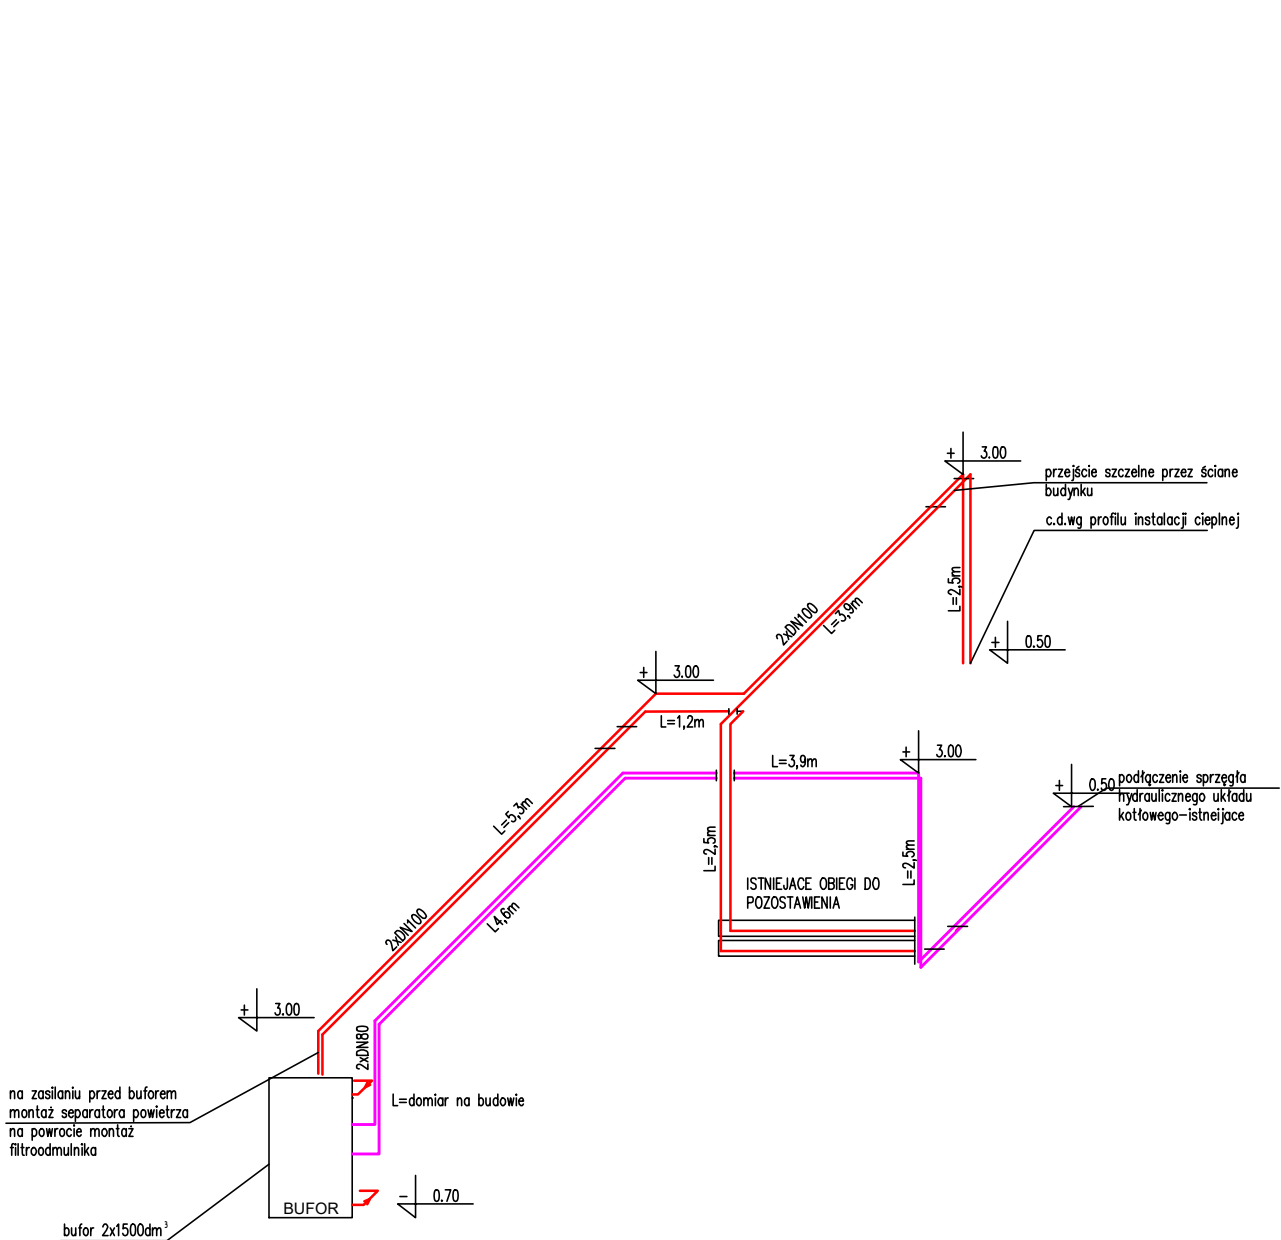 + 3.00
przejście szczelne przez ściane
budynku
c.d.wg profilu instalacji cieplnej
L=2,5m
2xDN100
L=3,9m
+ 0.50
+ 3.00
L=1,2m
+ 3.00
L=3,9m
+ 0.50
podłączenie sprzęgła
hydraulicznego układu
kotłowego-istneijace
L=5,3m
L=2,5m
L=2,5m
ISTNIEJACE OBIEGI DO
POZOSTAWIENIA
2xDN100
L4,6m
+ 3.00
2xDN80
na zasilaniu przed buforem
montaż separatora powietrza
na powrocie montaż
filtroodmulnika
L=domiar na budowie
- 0.70
BUFOR
bufor 2x1500dm³